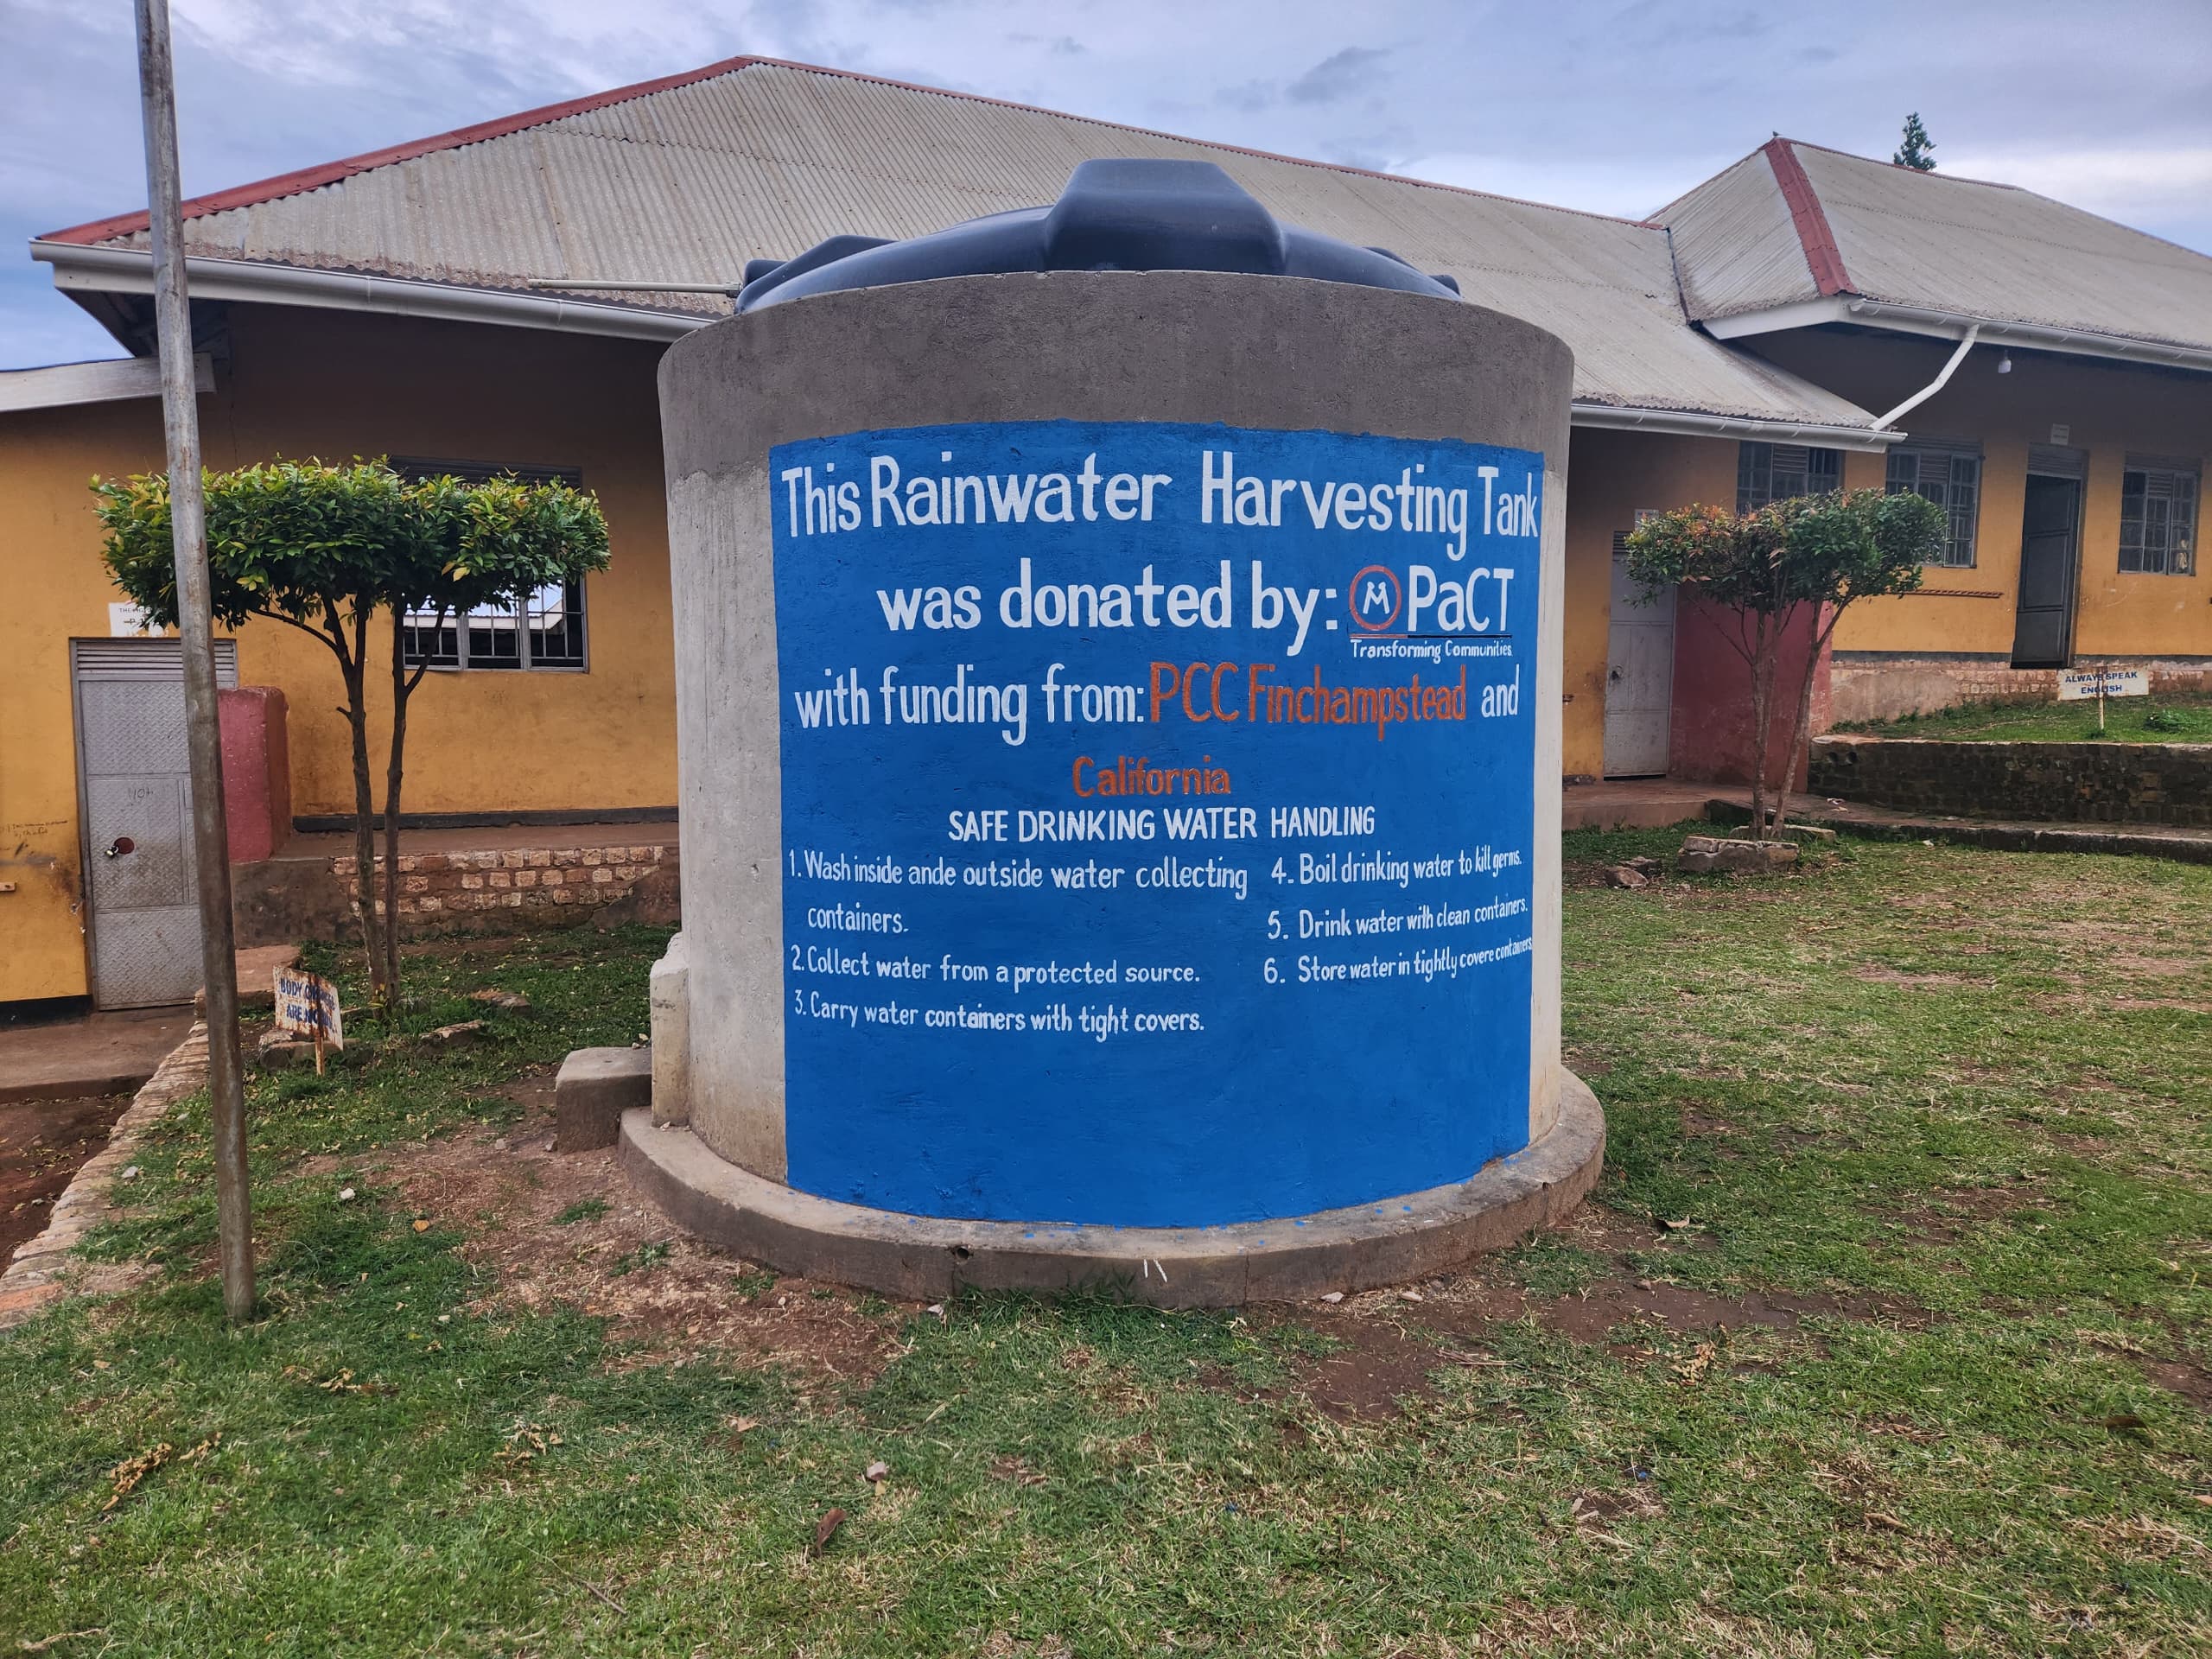 This Rainwater Harvesting Tank
was donated by: PaCT
Transforming Communities
with funding from: PCC Finchampstead and
California
SAFE DRINKING WATER HANDLING
1. Wash inside ande outside water collecting
containers.
2. Collect water from a protected source.
3. Carry water containers with tight covers.
4. Boil drinking water to kill germs.
5. Drink water with clean containers.
6. Store water in tightly covere containers
ALWAYS SPEAK
ENGLISH
BODY
ARE